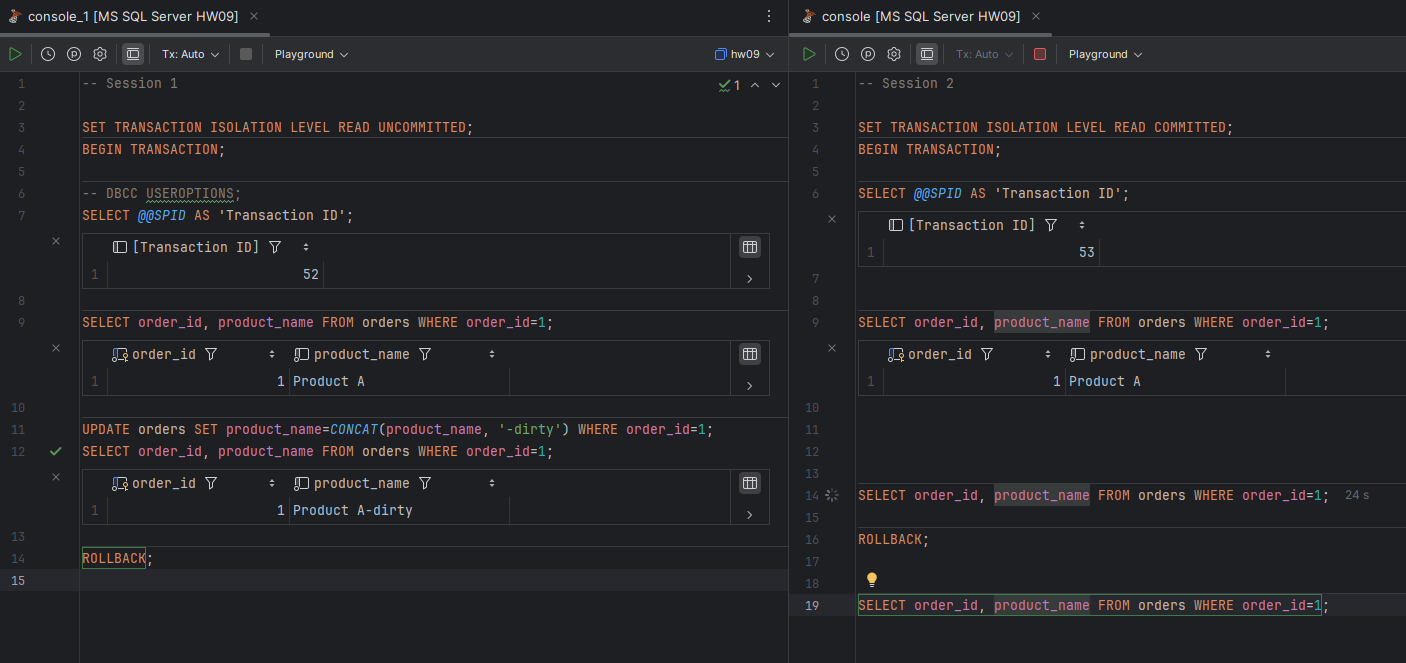 console_1 [MS SQL Server HW09]
Tx: Auto
Playground
hw09
1 -- Session 1
1
2
3 SET TRANSACTION ISOLATION LEVEL READ UNCOMMITTED;
4 BEGIN TRANSACTION;
5
6 -- DBCC USEROPTIONS;
7 SELECT @@SPID AS 'Transaction ID';
[Transaction ID]
1 52
8
9 SELECT order_id, product_name FROM orders WHERE order_id=1;
order_id product_name
1 1 Product A
10
11 UPDATE orders SET product_name=CONCAT(product_name, '-dirty') WHERE order_id=1;
12 SELECT order_id, product_name FROM orders WHERE order_id=1;
order_id product_name
1 1 Product A-dirty
13
14 ROLLBACK;
15
console [MS SQL Server HW09]
Tx: Auto
Playground
1 -- Session 2
2
3 SET TRANSACTION ISOLATION LEVEL READ COMMITTED;
4 BEGIN TRANSACTION;
5
6 SELECT @@SPID AS 'Transaction ID';
[Transaction ID]
1 53
7
8
9 SELECT order_id, product_name FROM orders WHERE order_id=1;
order_id product_name
1 1 Product A
10
11
12
13
14 SELECT order_id, product_name FROM orders WHERE order_id=1; 24 s
15
16 ROLLBACK;
17
18
19 SELECT order_id, product_name FROM orders WHERE order_id=1;